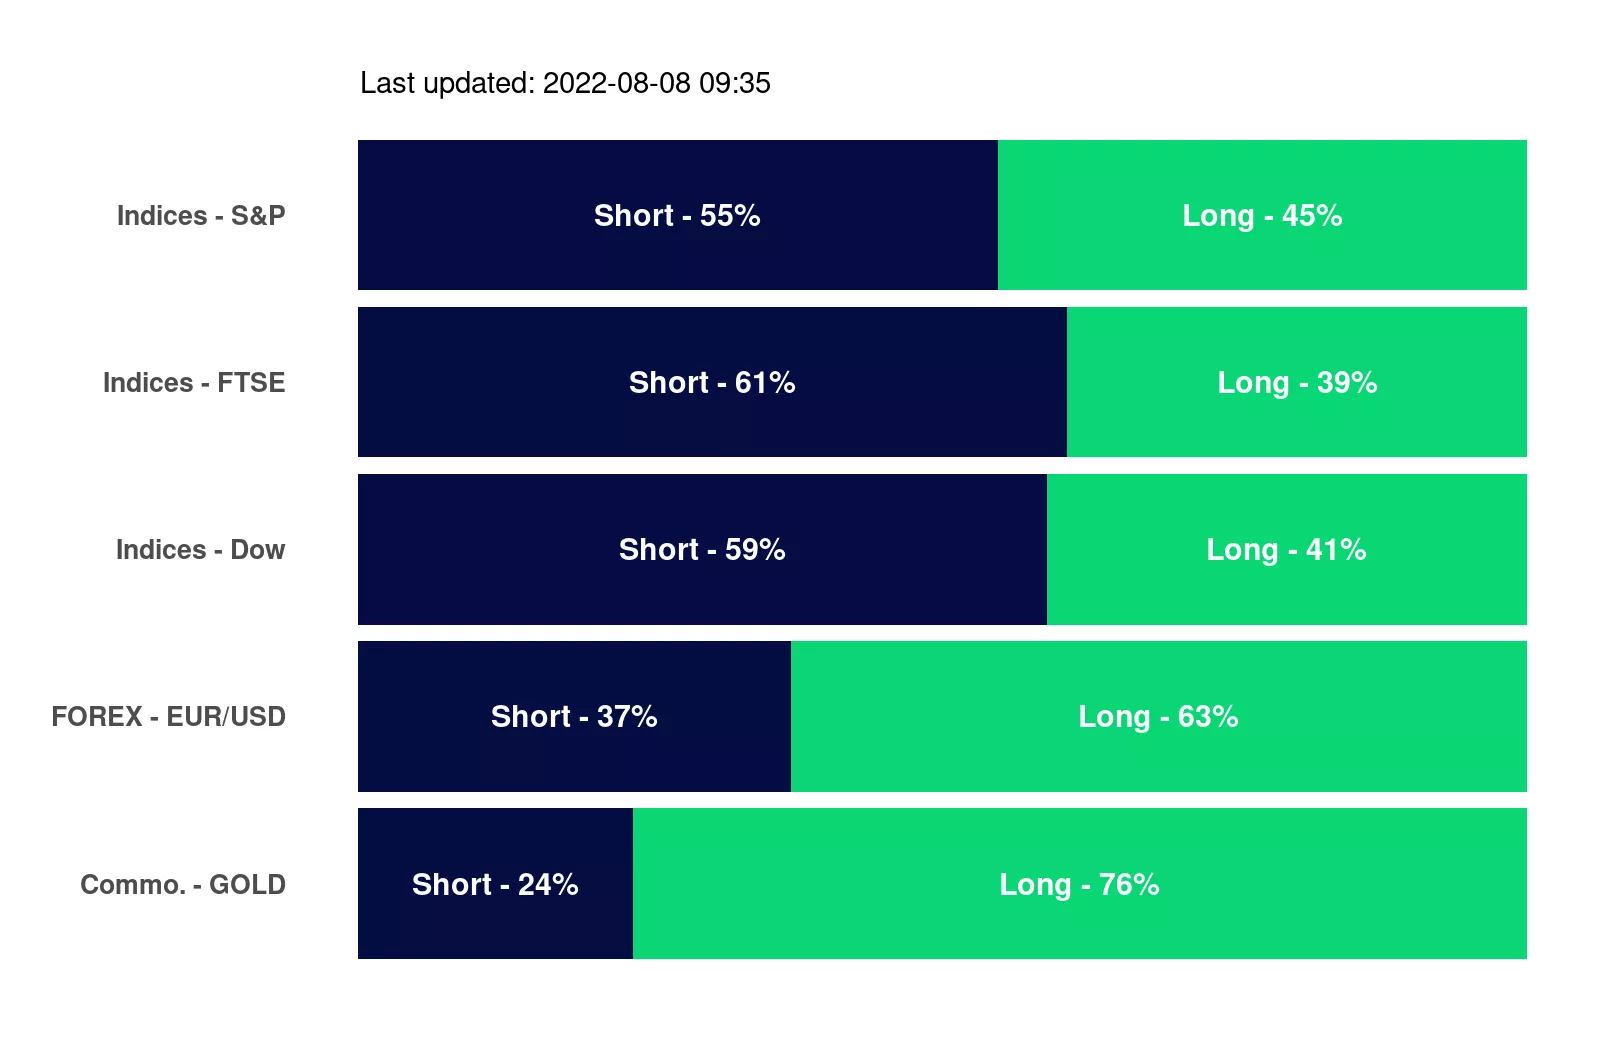 Last updated: 2022-08-08 09:35
Indices - S&P Short - 55% Long - 45%
Indices - FTSE Short - 61% Long - 39%
Indices - Dow Short - 59% Long - 41%
FOREX - EUR/USD Short - 37% Long - 63%
Commo. - GOLD Short - 24% Long - 76%